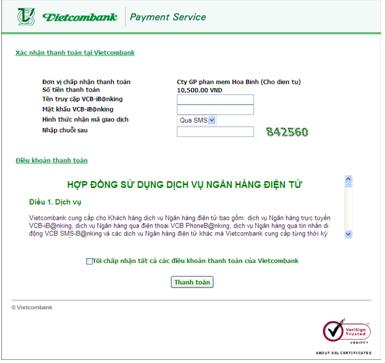 Vietcombank Payment Service
Xác nhận thanh toán tại Vietcombank
Đơn vị chấp nhận thanh toán Cty GP phan mem Hoa Binh (Cho dien tu)
Số tiền thanh toán 10,500.00 VND
Tên truy cập VCB-iB@nking
Mật khẩu VCB-iB@nking
Hình thức nhận mã giao dịch Qua SMS
Nhập chuỗi sau 842560
Điều khoản thanh toán
HỢP ĐỒNG SỬ DỤNG DỊCH VỤ NGÂN HÀNG ĐIỆN TỬ
Điều 1. Dịch vụ
Vietcombank cung cấp cho Khách hàng dịch vụ Ngân hàng điện tử bao gồm: dịch vụ Ngân hàng trực tuyến
VCB-iB@nking, dịch vụ Ngân hàng qua điện thoại VCB PhoneB@nking, dịch vụ Ngân hàng qua tin nhắn di
động VCB SMS-B@nking và các dịch vụ Ngân hàng điện tử khác mà Vietcombank cung cấp từng thời kỳ
Tôi chấp nhận tất cả các điều khoản thanh toán của Vietcombank
Thanh toán
© Vietcombank
VeriSign
Trusted
VERIFY
ABOUT SSL CERTIFICATES